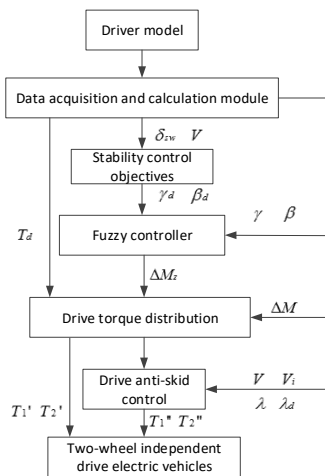 Driver model
Data acquisition and calculation module
δsw V
Stability control
objectives
γd βd
γ β
Td
Fuzzy controller
ΔMz
ΔM
Drive torque distribution
Drive anti-skid
control
V Vi
λ λd
T1' T2'
T1" T2"
Two-wheel independent
drive electric vehicles